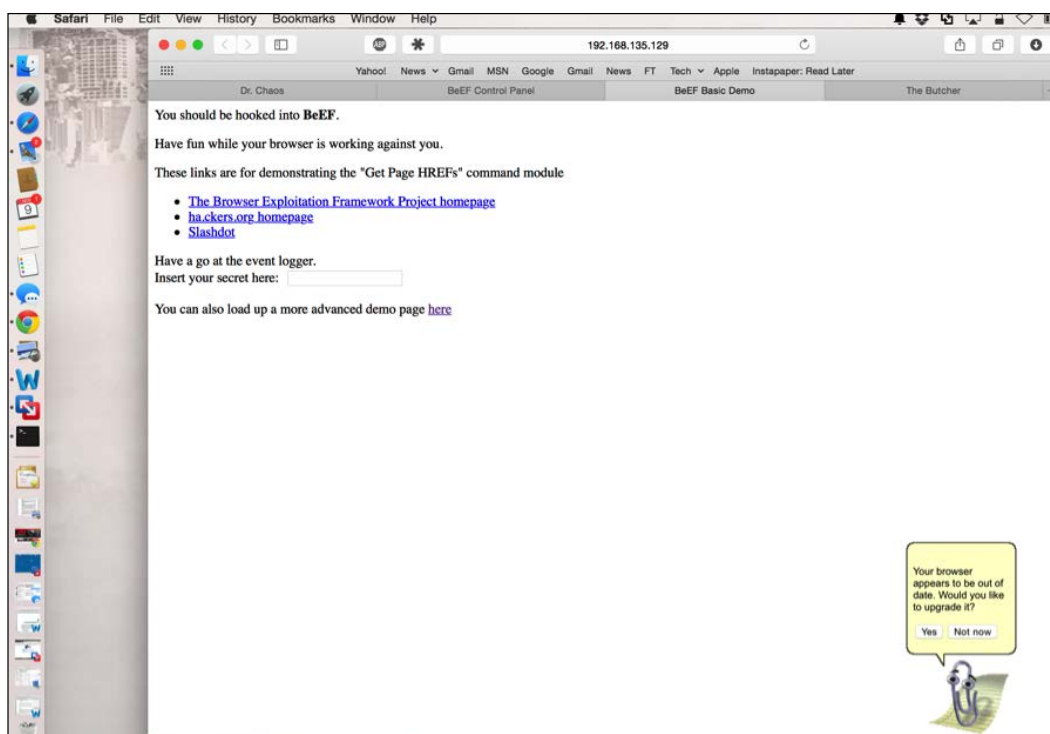 Safari File Edit View History Bookmarks Window Help
192.168.135.129
Yahoo! News Gmail MSN Google Gmail News FT Tech Apple Instapaper: Read Later
Dr. Chaos BeEF Control Panel BeEF Basic Demo The Butcher
You should be hooked into BeEF.
Have fun while your browser is working against you.
These links are for demonstrating the "Get Page HREFs" command module
The Browser Exploitation Framework Project homepage
ha.ckers.org homepage
Slashdot
Have a go at the event logger.
Insert your secret here:
You can also load up a more advanced demo page here
Your browser
appears to be out of
date. Would you like
to upgrade it?
Yes Not now
ABP
9